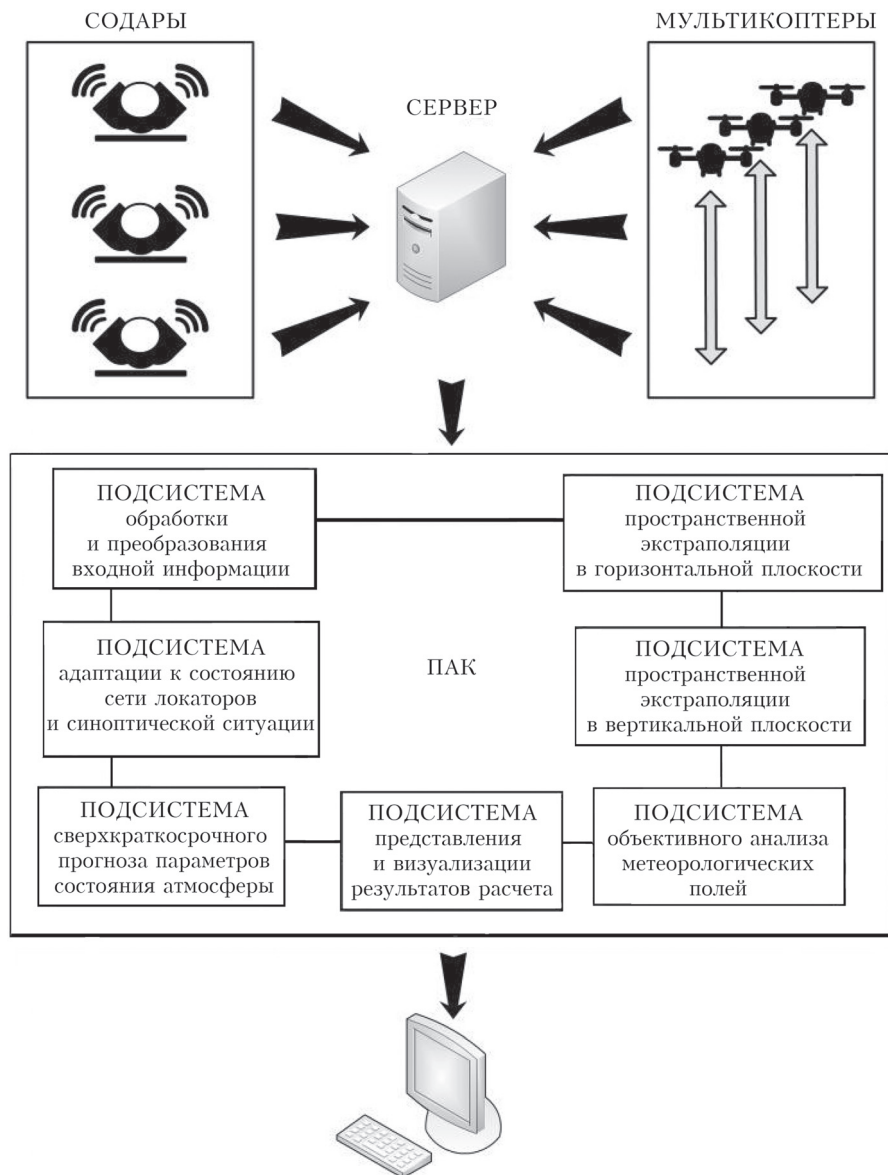 СОДАРЫ
МУЛЬТИКОПТЕРЫ
СЕРВЕР
ПОДСИСТЕМА
обработки
и преобразования
входной информации
ПОДСИСТЕМА
пространственной
экстраполяции
в горизонтальной плоскости
ПОДСИСТЕМА
адаптации к состоянию
сети локаторов
и синоптической ситуации
ПАК
ПОДСИСТЕМА
пространственной
экстраполяции
в вертикальной плоскости
ПОДСИСТЕМА
сверхкраткосрочного
прогноза параметров
состояния атмосферы
ПОДСИСТЕМА
представления
и визуализации
результатов расчета
ПОДСИСТЕМА
объективного анализа
метеорологических
полей